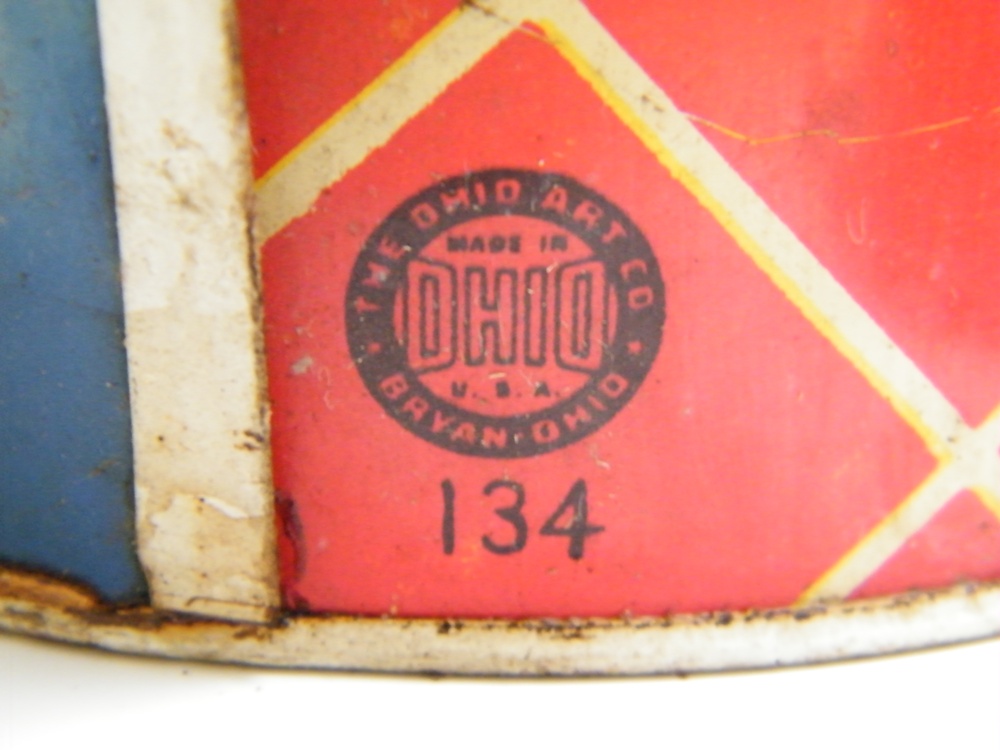 THE OHIO ART CO
MADE IN
OHIO
U.S.A.
BRYAN·OHIO
134